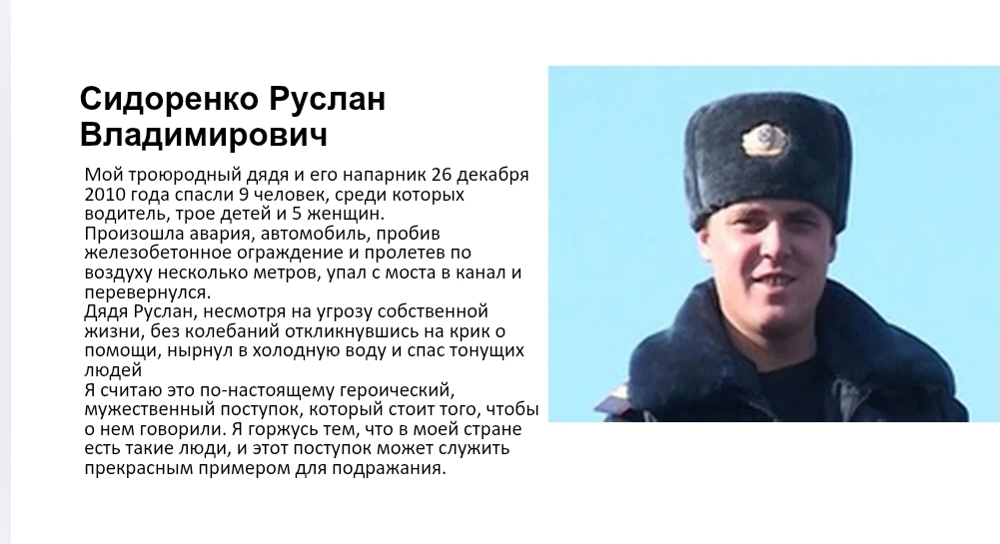 Сидоренко Руслан
Владимирович
Мой троюродный дядя и его напарник 26 декабря
2010 года спасли 9 человек, среди которых
водитель, трое детей и 5 женщин.
Произошла авария, автомобиль, пробив
железобетонное ограждение и пролетев по
воздуху несколько метров, упал с моста в канал и
перевернулся.
Дядя Руслан, несмотря на угрозу собственной
жизни, без колебаний откликнувшись на крик о
помощи, нырнул в холодную воду и спас тонущих
людей
Я считаю это по-настоящему героический,
мужественный поступок, который стоит того, чтобы
о нем говорили. Я горжусь тем, что в моей стране
есть такие люди, и этот поступок может служить
прекрасным примером для подражания.